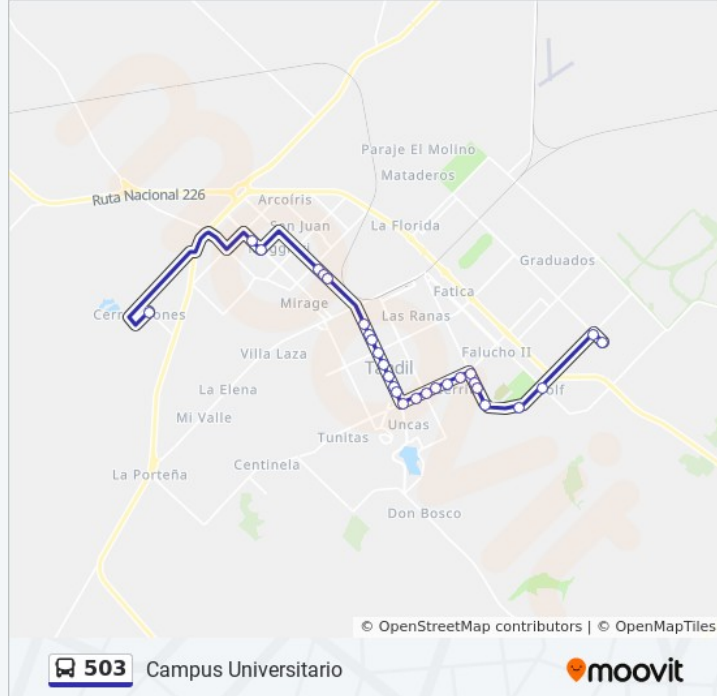 Paraje El Molino
Mataderos
Ruta Nacional 226
Arcoíris
San Juan
La Florida
Graduados
Fatica
Mirage
Las Ranas
Villa Laza
Falucho II
Tandil
La Elena
Mi Valle
Uncas
Tunitas
Centinela
La Porteña
Don Bosco
© OpenStreetMap contributors | © OpenMapTiles
503 Campus Universitario
moovit